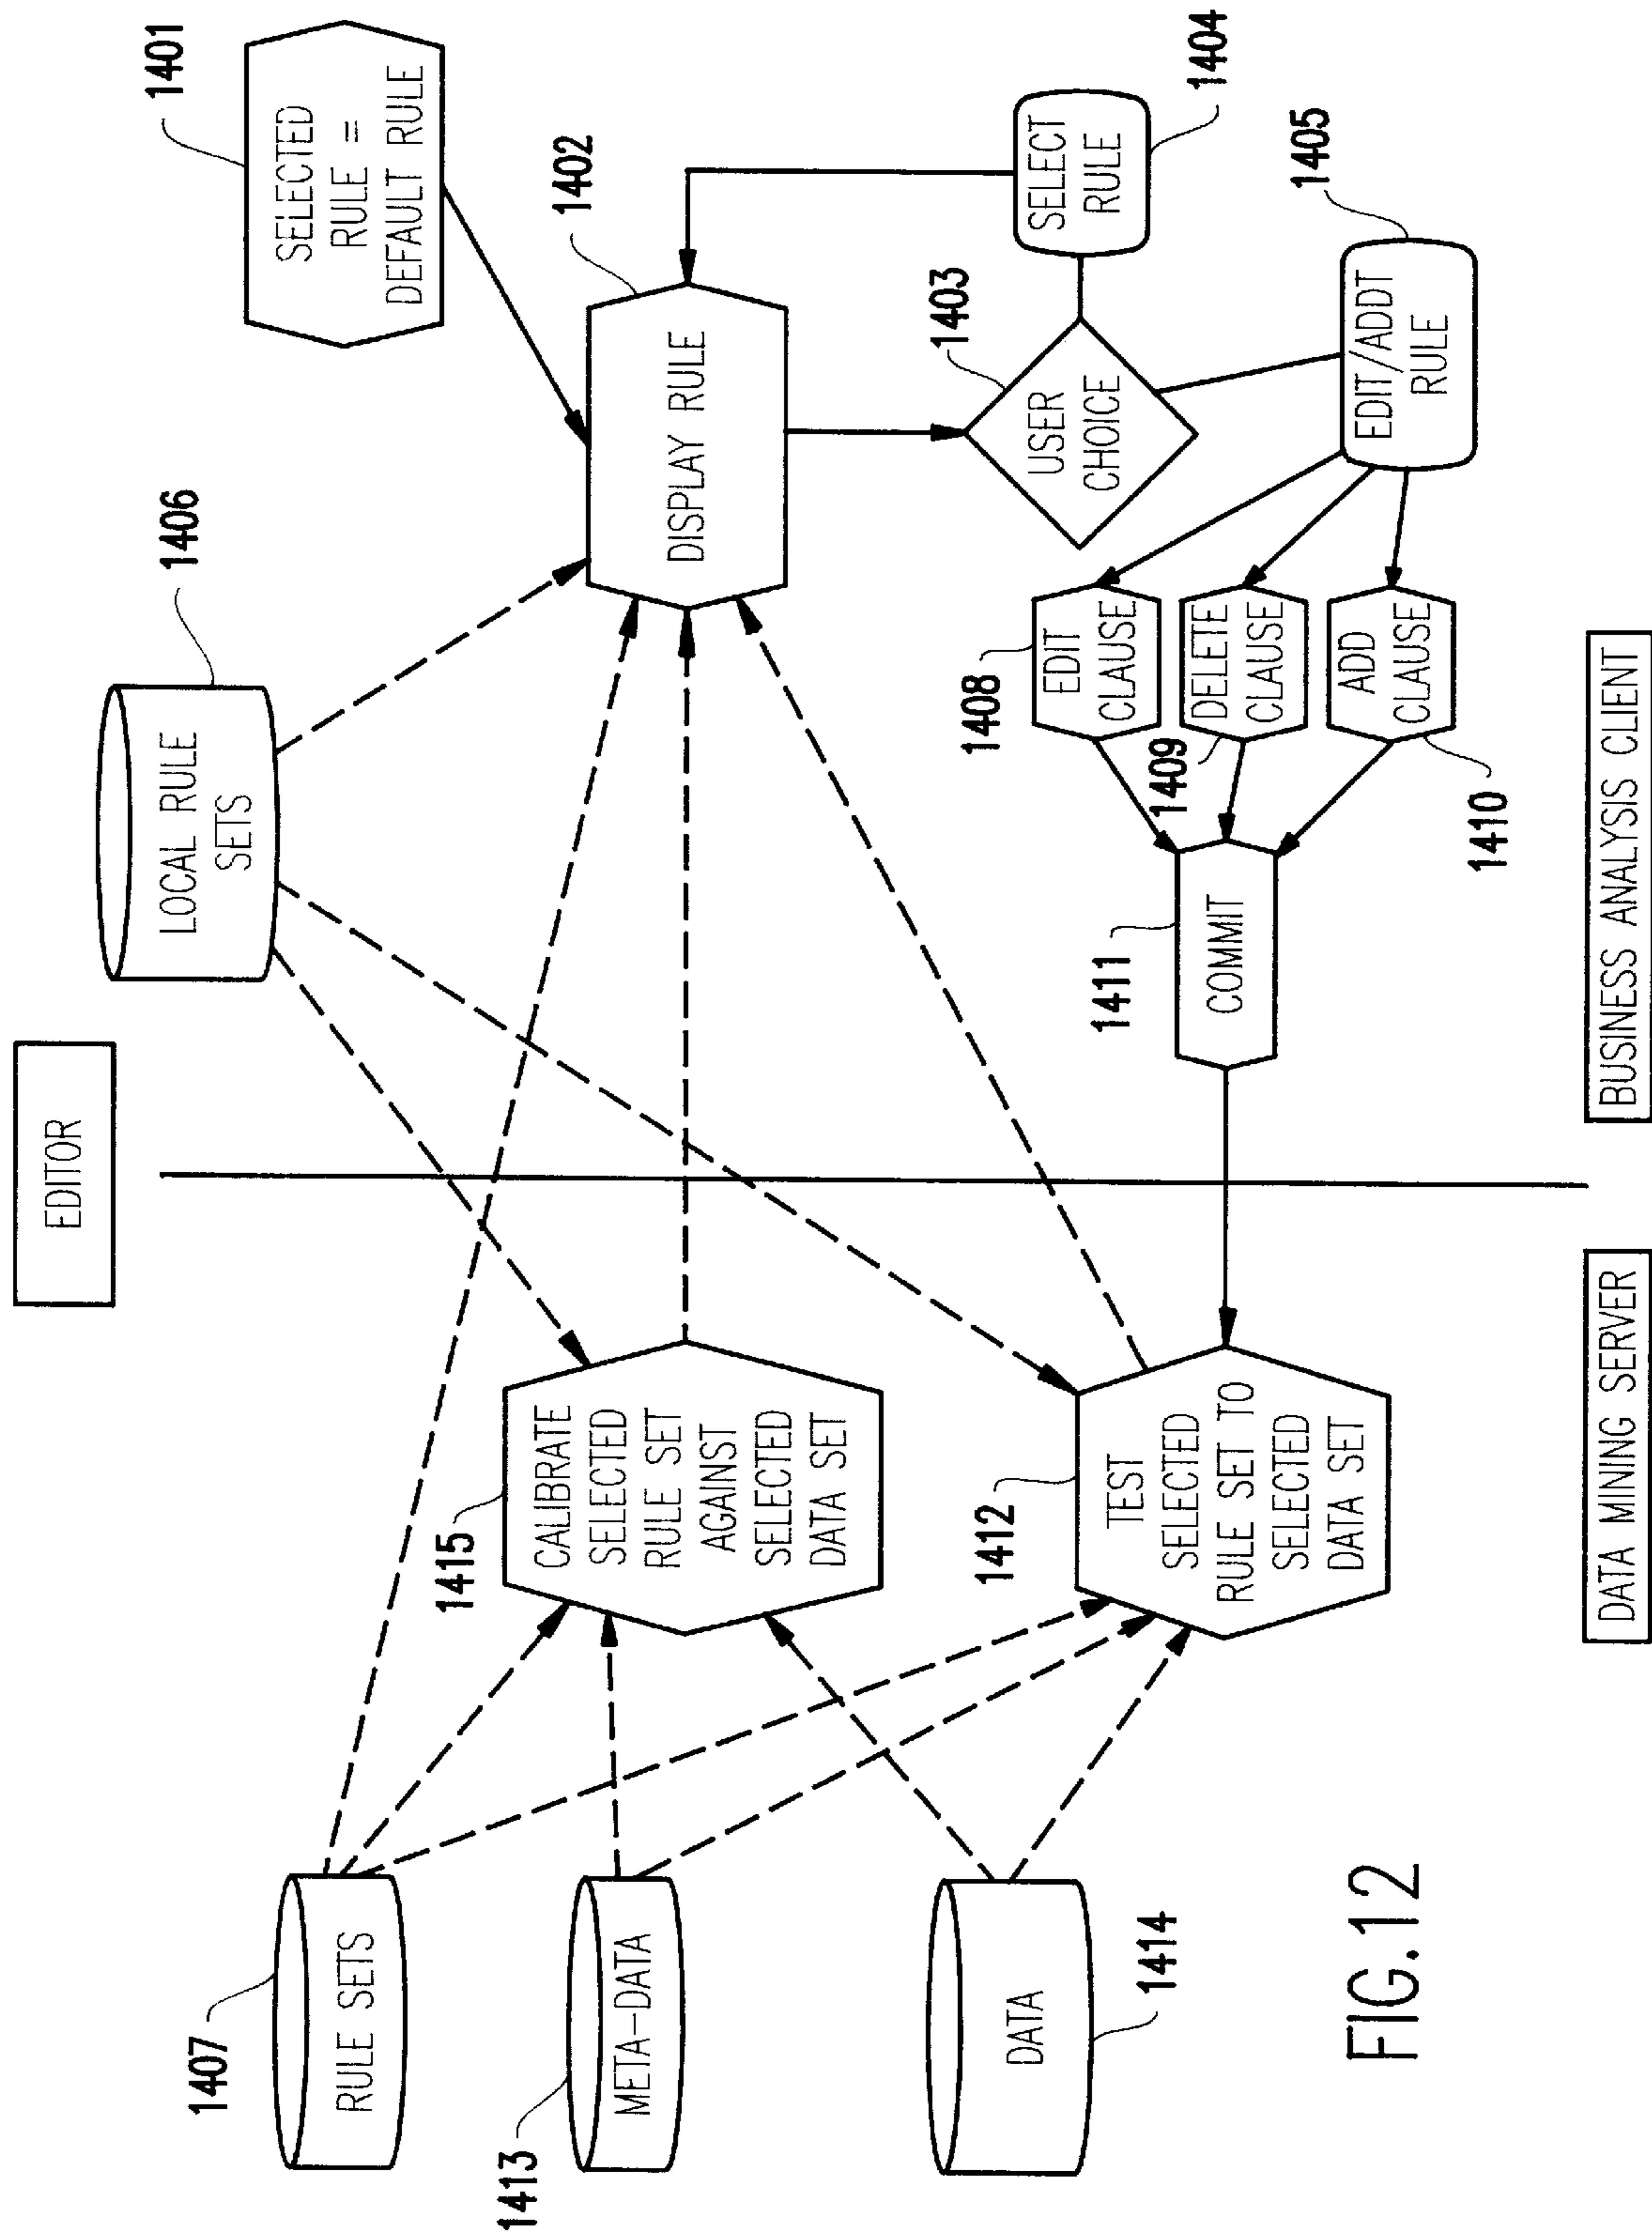 EDITOR
1407
RULE SETS
1413
META-DATA
DATA
1414
1415
CALIBRATE
SELECTED
RULE SET
AGAINST
SELECTED
DATA SET
1412
TEST
SELECTED
RULE SET TO
SELECTED
DATA SET
LOCAL RULE
SETS
1406
SELECTED
RULE =
DEFAULT RULE
1401
DISPLAY RULE
1402
USER
CHOICE
1403
SELECT
RULE
1404
EDIT/ADDT
RULE
1405
1408
EDIT
CLAUSE
1409
DELETE
CLAUSE
ADD
CLAUSE
1410
1411
COMMIT
DATA MINING SERVER
BUSINESS ANALYSIS CLIENT
FIG.12